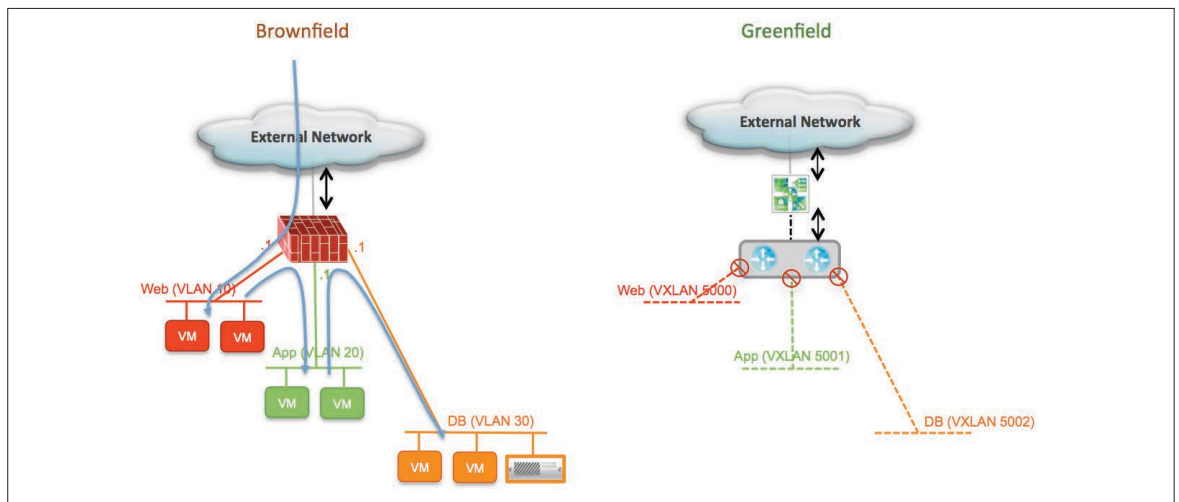 Brownfield
External Network
.1
.1
.1
Web (VLAN 10)
VM
VM
App (VLAN 20)
VM
VM
DB (VLAN 30)
VM
VM
Greenfield
External Network
Web (VXLAN 5000)
App (VXLAN 5001)
DB (VXLAN 5002)